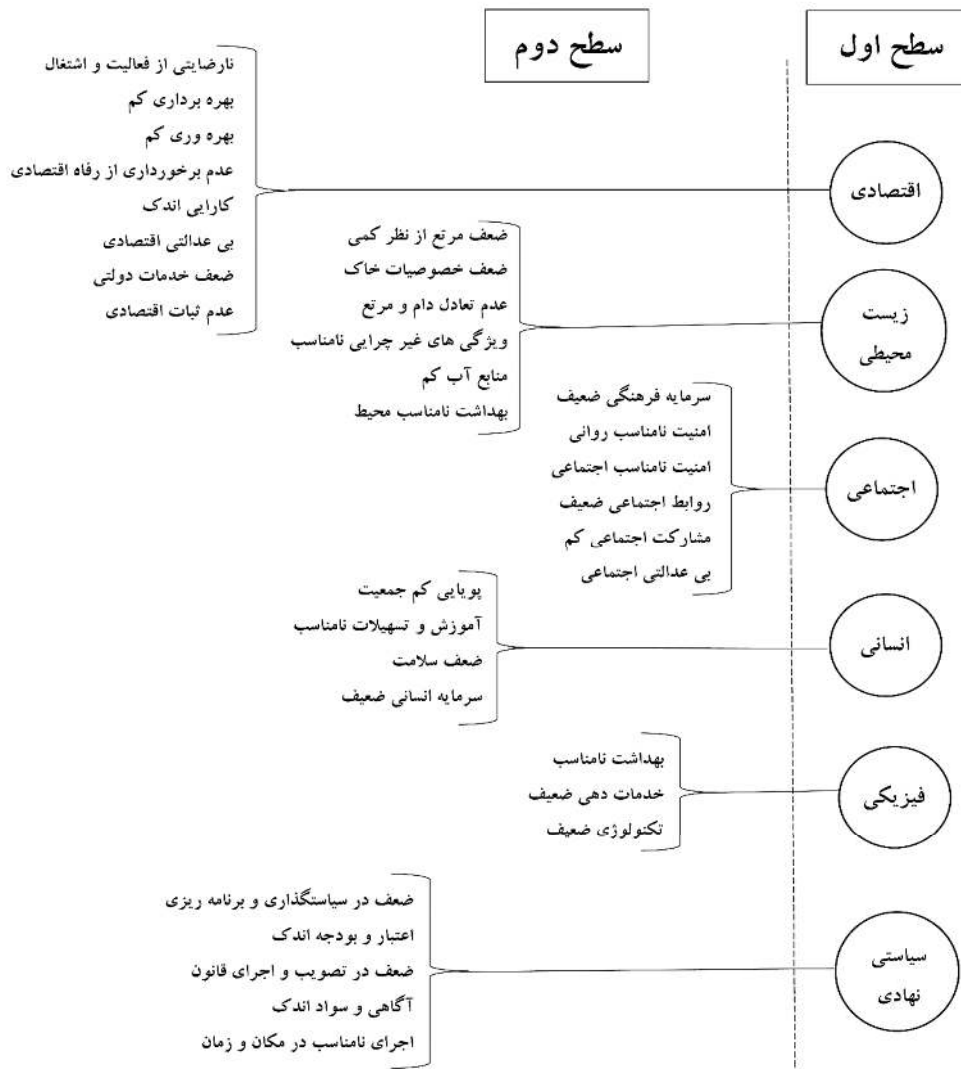 سطح اول
سطح دوم
اقتصادی
نارضایتی از فعالیت و اشتغال
بهره برداری کم
بهره وری کم
عدم برخورداری از رفاه اقتصادی
کارایی اندک
بی عدالتی اقتصادی
ضعف خدمات دولتی
عدم ثبات اقتصادی
زیست
محیطی
ضعف مرتع از نظر کمی
ضعف خصوصیات خاک
عدم تعادل دام و مرتع
ویژگی های غیر چرایی نامناسب
منابع آب کم
بهداشت نامناسب محیط
اجتماعی
سرمایه فرهنگی ضعیف
امنیت نامناسب روانی
امنیت نامناسب اجتماعی
روابط اجتماعی ضعیف
مشارکت اجتماعی کم
بی عدالتی اجتماعی
انسانی
پویایی کم جمعیت
آموزش و تسهیلات نامناسب
ضعف سلامت
سرمایه انسانی ضعیف
فیزیکی
بهداشت نامناسب
خدمات دهی ضعیف
تکنولوژی ضعیف
سیاستی
نهادی
ضعف در سیاستگذاری و برنامه ریزی
اعتبار و بودجه اندک
ضعف در تصویب و اجرای قانون
آگاهی و سواد اندک
اجرای نامناسب در مکان و زمان